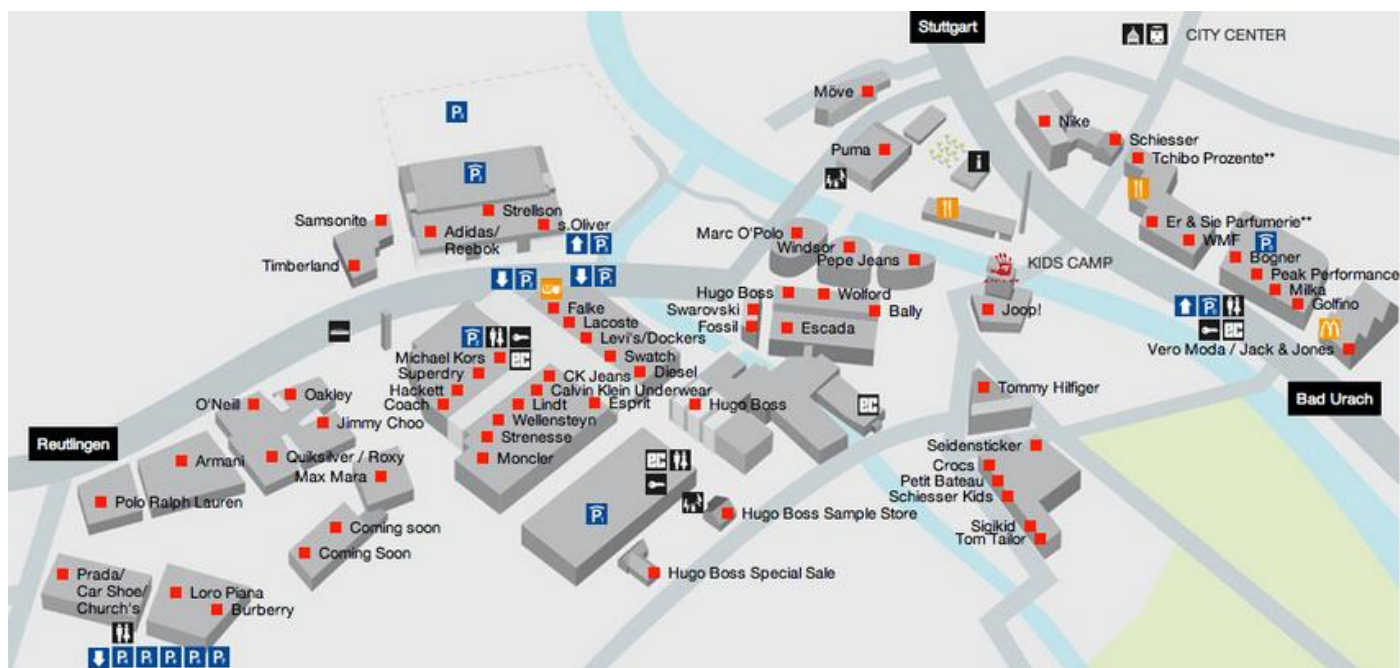 Stuttgart
CITY CENTER
Möve
Nike
Schiesser
Puma
Tchibo Prozente**
i
Strellson
Samsonite
s.Oliver
Adidas/
Reebok
Er & Sie Parfumerie**
Marc O'Polo
WMF
Windsor
Bogner
Pepe Jeans
KIDS CAMP
Timberland
Peak Performance
Milka
Hugo Boss
Wolford
Golfino
Falke
Swarovski
Bally
Joop!
Lacoste
Fossil
Escada
Levi's/Dockers
Vero Moda / Jack & Jones
Michael Kors
EC
Swatch
Superdry
CK Jeans
Diesel
Hackett
Calvin Klein Underwear
Tommy Hilfiger
Oakley
O'Neill
Coach
Lindt
Esprit
Hugo Boss
EC
Bad Urach
Jimmy Choo
Wellensteyn
Strenesse
Reutlingen
Seidensticker
Armani
Quiksilver / Roxy
Moncler
EC
Crocs
Max Mara
Petit Bateau
Schiesser Kids
Polo Ralph Lauren
Hugo Boss Sample Store
Coming soon
Sigikid
Tom Tailor
Coming Soon
Prada/
Car Shoe/
Church's
Hugo Boss Special Sale
Loro Piana
Burberry